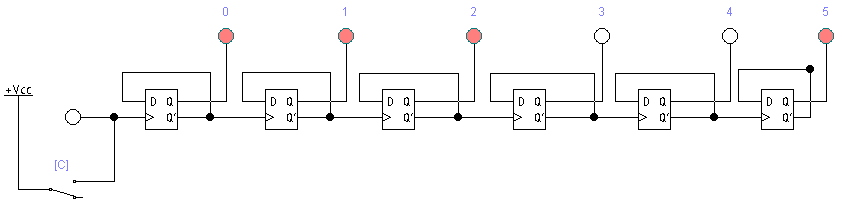 0 1 2 3 4 5
+Vcc
D Q D Q D Q D Q D Q D Q
Q' Q' Q' Q' Q' Q'
[C]